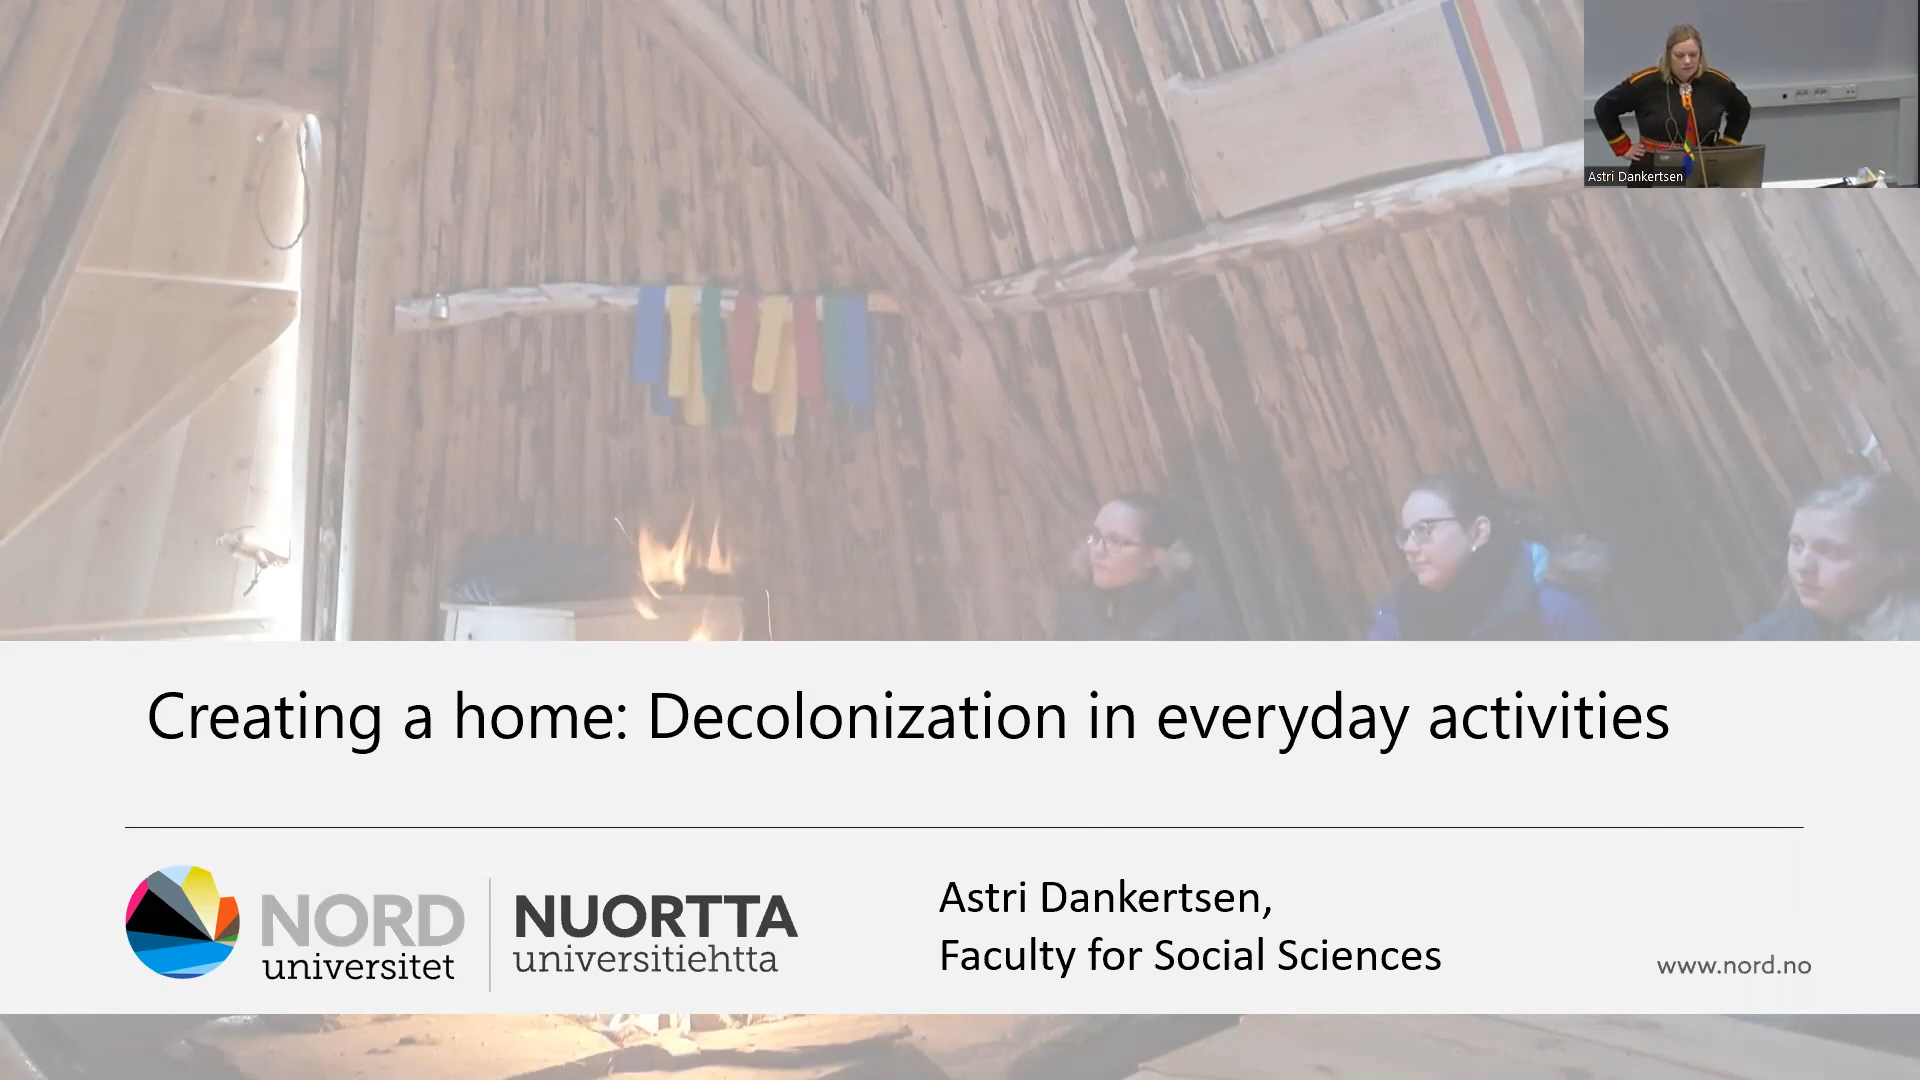 Astri Dankertsen
Creating a home: Decolonization in everyday activities
NORD
universitet
NUORTTA
universitiehtta
Astri Dankertsen,
Faculty for Social Sciences
www.nord.no